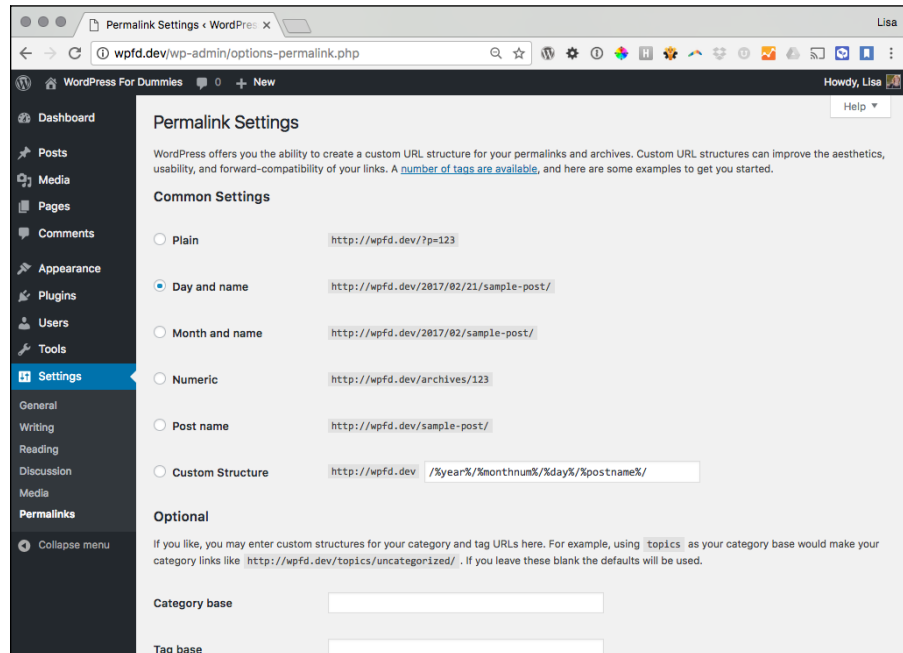 Permalink Settings ‹ WordPres
Lisa
wpfd.dev/wp-admin/options-permalink.php
WordPress For Dummies 0 + New
Howdy, Lisa
Help
Dashboard
Posts
Media
Pages
Comments
Appearance
Plugins
Users
Tools
Settings
General
Writing
Reading
Discussion
Media
Permalinks
Collapse menu
Permalink Settings
WordPress offers you the ability to create a custom URL structure for your permalinks and archives. Custom URL structures can improve the aesthetics,
usability, and forward-compatibility of your links. A number of tags are available, and here are some examples to get you started.
Common Settings
Plain http://wpfd.dev/?p=123
Day and name http://wpfd.dev/2017/02/21/sample-post/
Month and name http://wpfd.dev/2017/02/sample-post/
Numeric http://wpfd.dev/archives/123
Post name http://wpfd.dev/sample-post/
Custom Structure http://wpfd.dev /%year%/%monthnum%/%day%/%postname%/
Optional
If you like, you may enter custom structures for your category and tag URLs here. For example, using topics as your category base would make your
category links like http://wpfd.dev/topics/uncategorized/ . If you leave these blank the defaults will be used.
Category base
Tag base